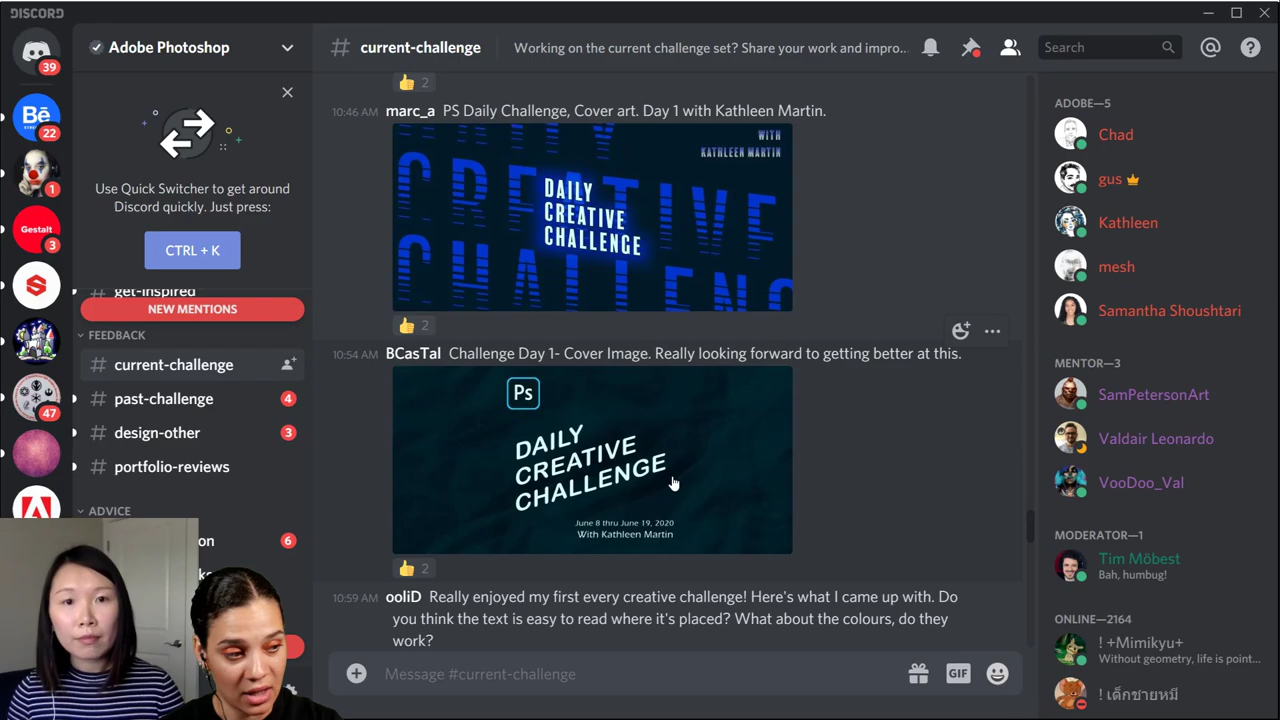 DISCORD
39
Adobe Photoshop
# current-challenge
Working on the current challenge set? Share your work and impro...
Search
Bē
22
1
Gestalt
3
47
Use Quick Switcher to get around
Discord quickly. Just press:
CTRL + K
# get-inspired
NEW MENTIONS
FEEDBACK
# current-challenge
# past-challenge 4
# design-other 3
# portfolio-reviews
ADVICE
on 6
👍 2
10:46 AM marc_a PS Daily Challenge, Cover art. Day 1 with Kathleen Martin.
WITH
KATHLEEN MARTIN
CREATIVE
CHALLENG
DAILY
CREATIVE
CHALLENGE
👍 2
10:54 AM BCasTal Challenge Day 1- Cover Image. Really looking forward to getting better at this.
Ps
DAILY
CREATIVE
CHALLENGE
June 8 thru June 19, 2020
With Kathleen Martin
👍 2
10:59 AM ooliD Really enjoyed my first every creative challenge! Here's what I came up with. Do
you think the text is easy to read where it's placed? What about the colours, do they
work?
Message #current-challenge
GIF
ADOBE—5
Chad
gus
Kathleen
mesh
Samantha Shoushtari
MENTOR—3
SamPetersonArt
Valdair Leonardo
VooDoo_Val
MODERATOR—1
Tim Möbest
Bah, humbug!
ONLINE—2164
! +Mimikyu+
Without geometry, life is point...
! เด็กชายหมี